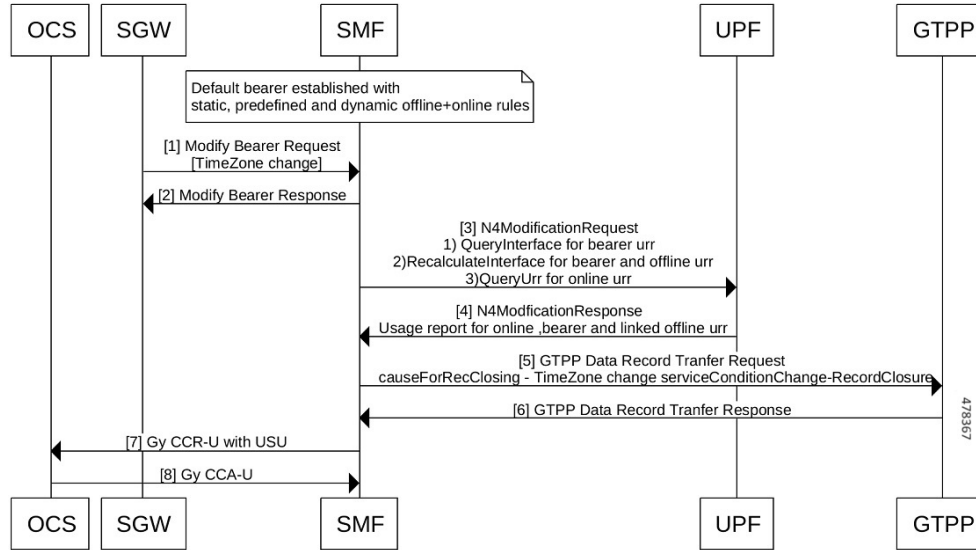 OCS SGW SMF UPF GTPP
Default bearer established with
static, predefined and dynamic offline+online rules
[1] Modify Bearer Request
[TimeZone change]
[2] Modify Bearer Response
[3] N4ModificationRequest
1) QueryInterface for bearer urr
2)RecalculateInterface for bearer and offline urr
3)QueryUrr for online urr
[4] N4ModficationResponse
Usage report for online ,bearer and linked offline urr
[5] GTPP Data Record Tranfer Request
causeForRecClosing - TimeZone change serviceConditionChange-RecordClosure
[6] GTPP Data Record Tranfer Response
478367
[7] Gy CCR-U with USU
[8] Gy CCA-U
OCS SGW SMF UPF GTPP